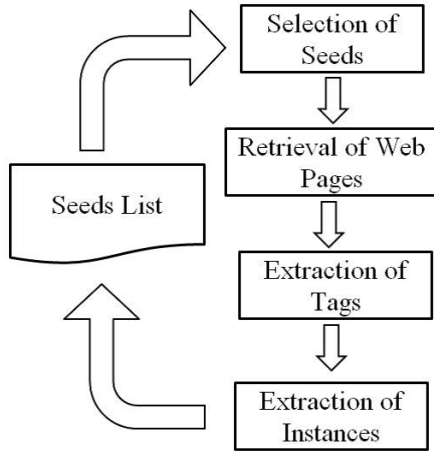 Selection of
Seeds
Retrieval of Web
Pages
Seeds List
Extraction of
Tags
Extraction of
Instances